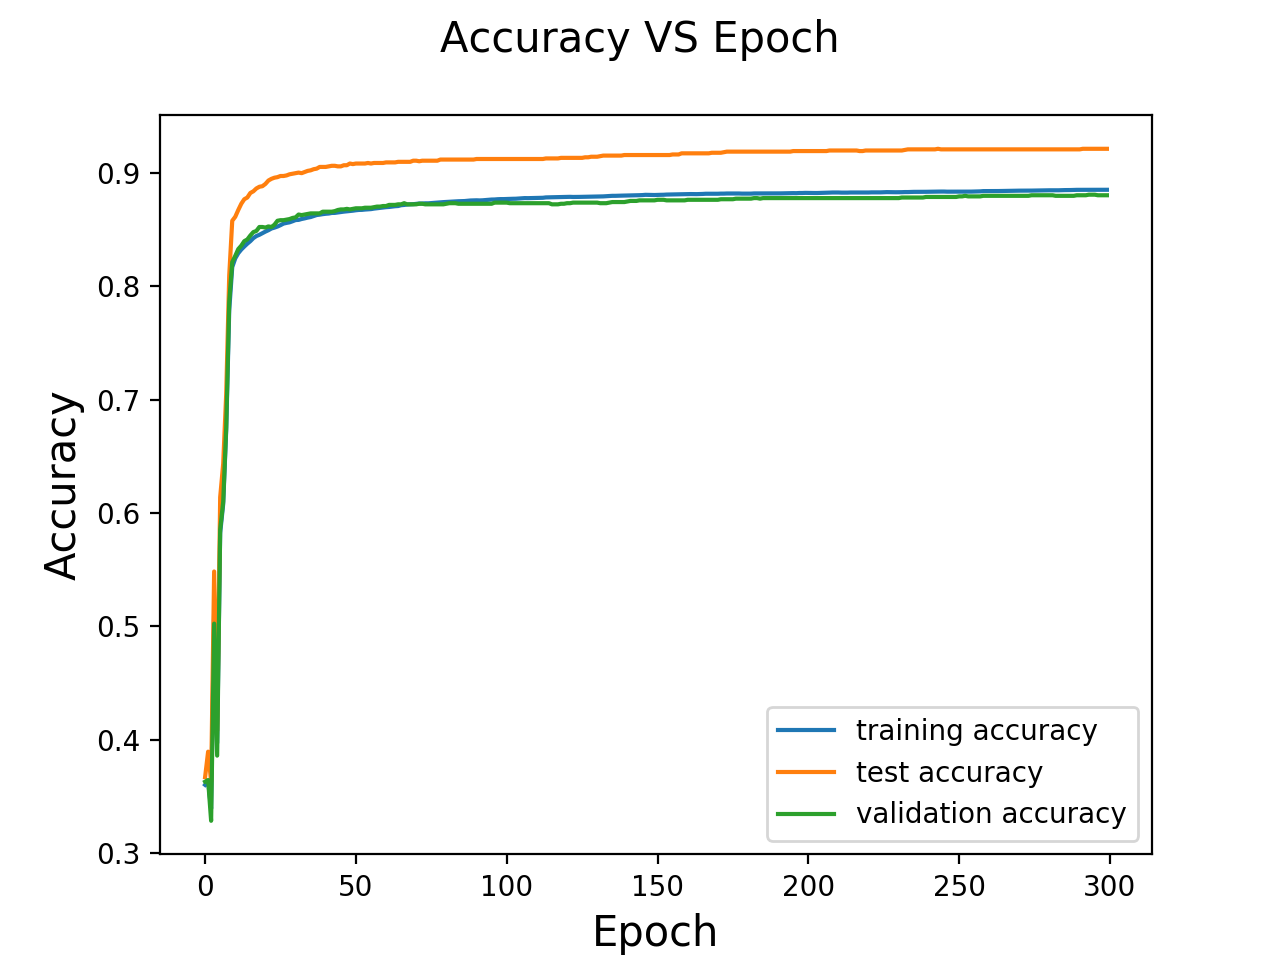 Accuracy VS Epoch
Accuracy
0.9
0.8
0.7
0.6
0.5
0.4
0.3
0 50 100 150 200 250 300
Epoch
training accuracy
test accuracy
validation accuracy